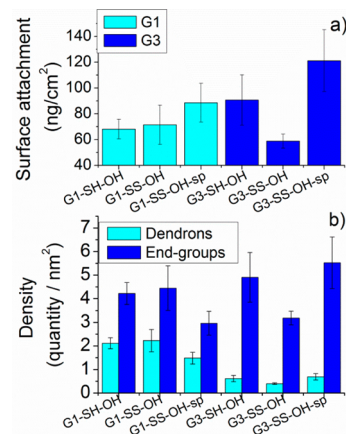 G1
G3
a)
Surface attachment
(ng/cm²)
140
120
100
80
60
40
G1-SH-OH
G1-SS-OH
G1-SS-OH-sp
G3-SH-OH
G3-SS-OH
G3-SS-OH-sp
b)
Dendrons
End-groups
Density
(quantity / nm²)
7
6
5
4
3
2
1
0
G1-SH-OH
G1-SS-OH
G1-SS-OH-sp
G3-SH-OH
G3-SS-OH
G3-SS-OH-sp